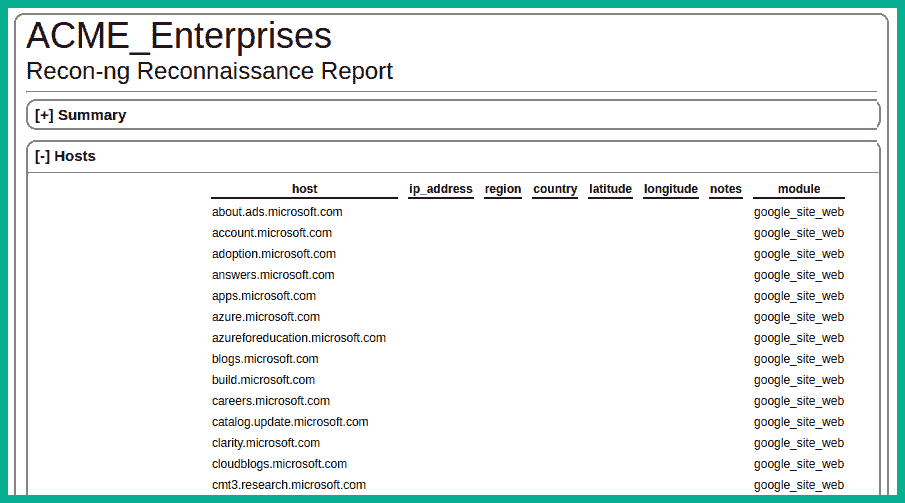 ACME_Enterprises
Recon-ng Reconnaissance Report
[+] Summary
[-] Hosts
host ip_address region country latitude longitude notes module
about.ads.microsoft.com google_site_web
account.microsoft.com google_site_web
adoption.microsoft.com google_site_web
answers.microsoft.com google_site_web
apps.microsoft.com google_site_web
azure.microsoft.com google_site_web
azureforeducation.microsoft.com google_site_web
blogs.microsoft.com google_site_web
build.microsoft.com google_site_web
careers.microsoft.com google_site_web
catalog.update.microsoft.com google_site_web
clarity.microsoft.com google_site_web
cloudblogs.microsoft.com google_site_web
cmt3.research.microsoft.com google_site_web